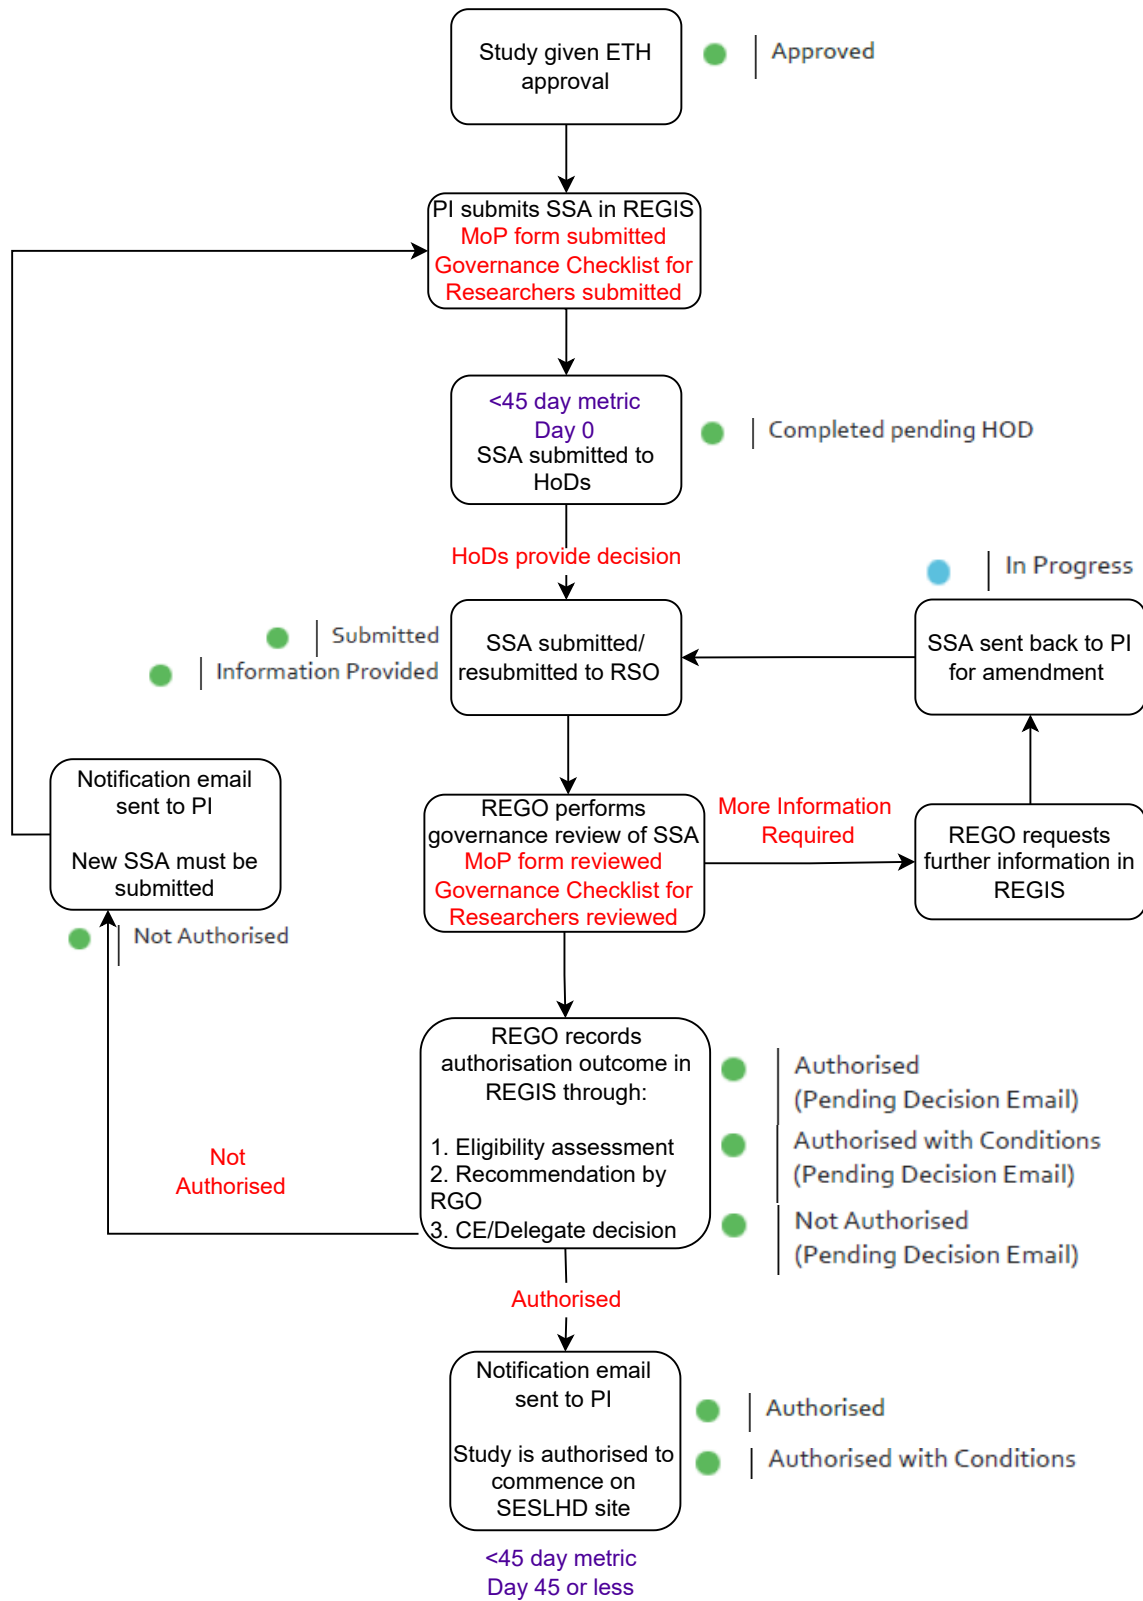 Study given ETH
approval
Approved
PI submits SSA in REGIS
MoP form submitted
Governance Checklist for
Researchers submitted
<45 day metric
Day 0
SSA submitted to
HoDs
Completed pending HOD
HoDs provide decision
In Progress
Submitted
Information Provided
SSA submitted/
resubmitted to RSO
SSA sent back to PI
for amendment
Notification email
sent to PI
New SSA must be
submitted
Not Authorised
REGO performs
governance review of SSA
MoP form reviewed
Governance Checklist for
Researchers reviewed
More Information
Required
REGO requests
further information in
REGIS
REGO records
authorisation outcome in
REGIS through:
1. Eligibility assessment
2. Recommendation by
RGO
3. CE/Delegate decision
Authorised
(Pending Decision Email)
Authorised with Conditions
(Pending Decision Email)
Not Authorised
(Pending Decision Email)
Not
Authorised
Authorised
Notification email
sent to PI
Study is authorised to
commence on
SESLHD site
Authorised
Authorised with Conditions
<45 day metric
Day 45 or less